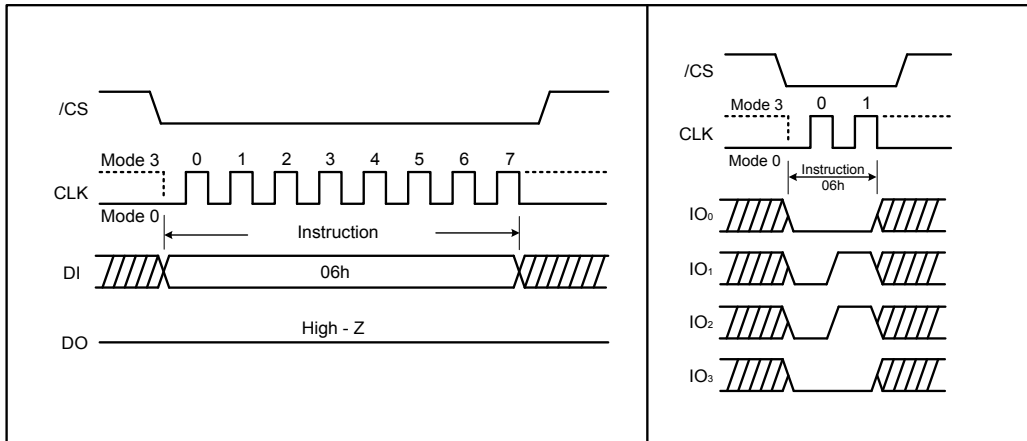 /CS
Mode 3 0 1 2 3 4 5 6 7
CLK
Mode 0
Instruction
DI 06h
High - Z
DO
/CS
Mode 3 0 1
CLK
Mode 0
Instruction
06h
IO₀
IO₁
IO₂
IO₃